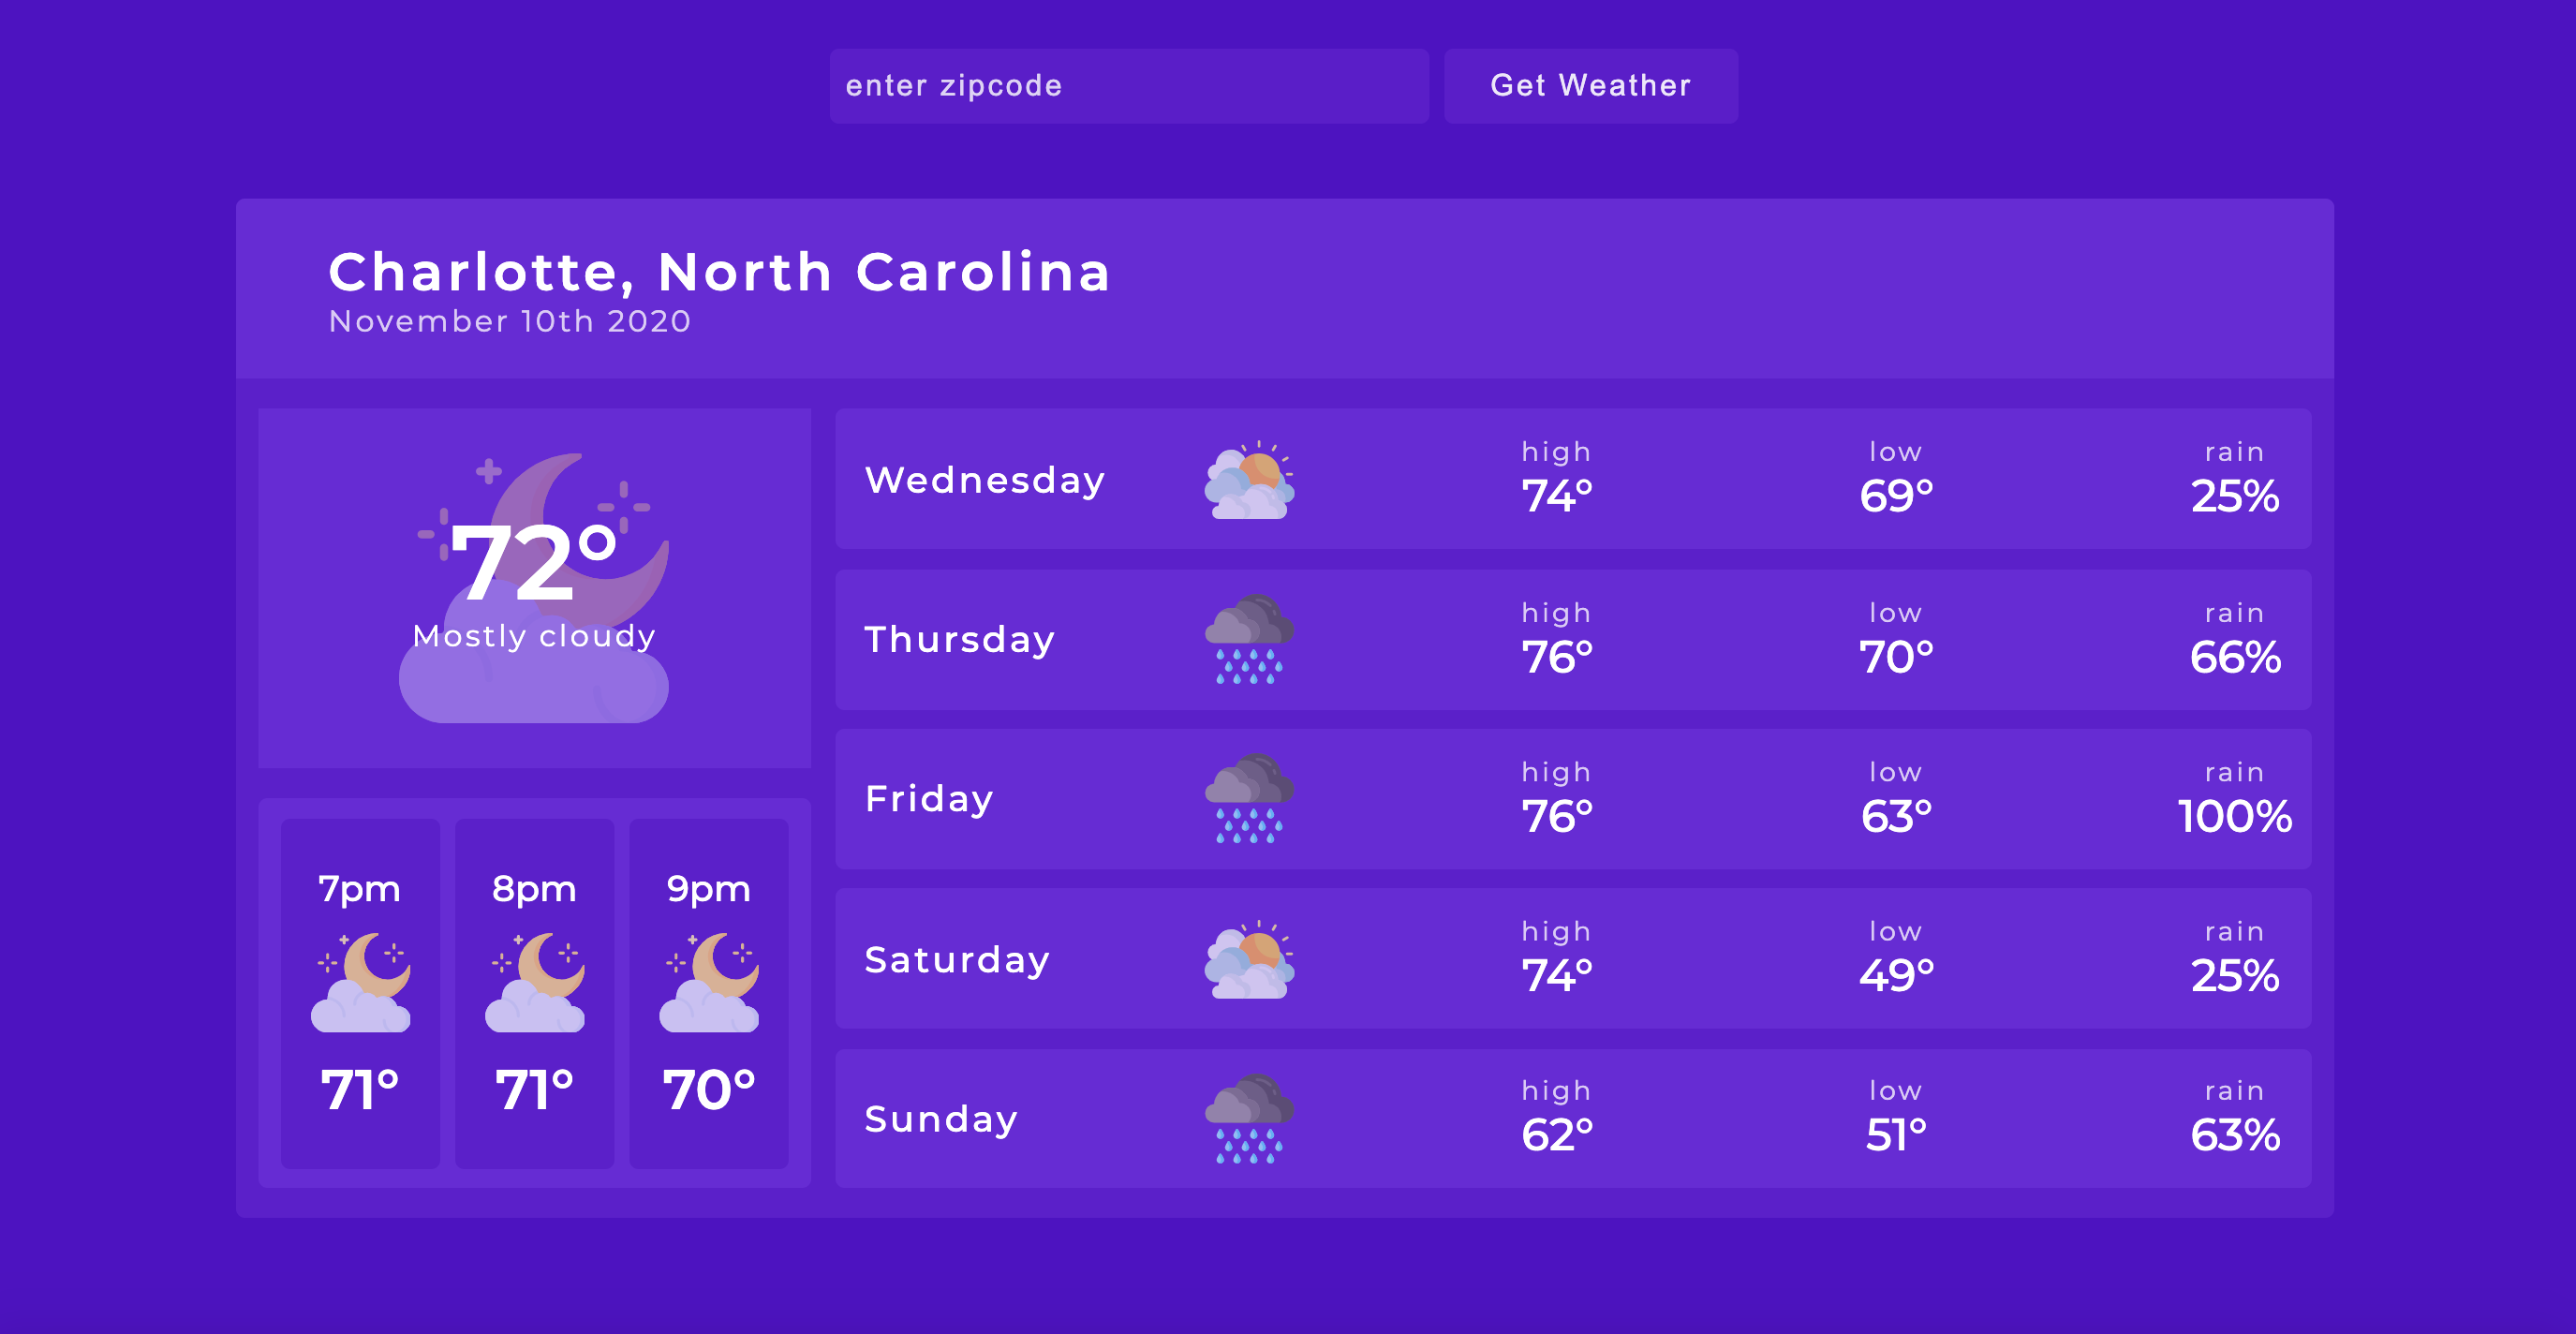 enter zipcode
Get Weather
Charlotte, North Carolina
November 10th 2020
72°
Mostly cloudy
7pm
71°
8pm
71°
9pm
70°
Wednesday
high
74°
low
69°
rain
25%
Thursday
high
76°
low
70°
rain
66%
Friday
high
76°
low
63°
rain
100%
Saturday
high
74°
low
49°
rain
25%
Sunday
high
62°
low
51°
rain
63%